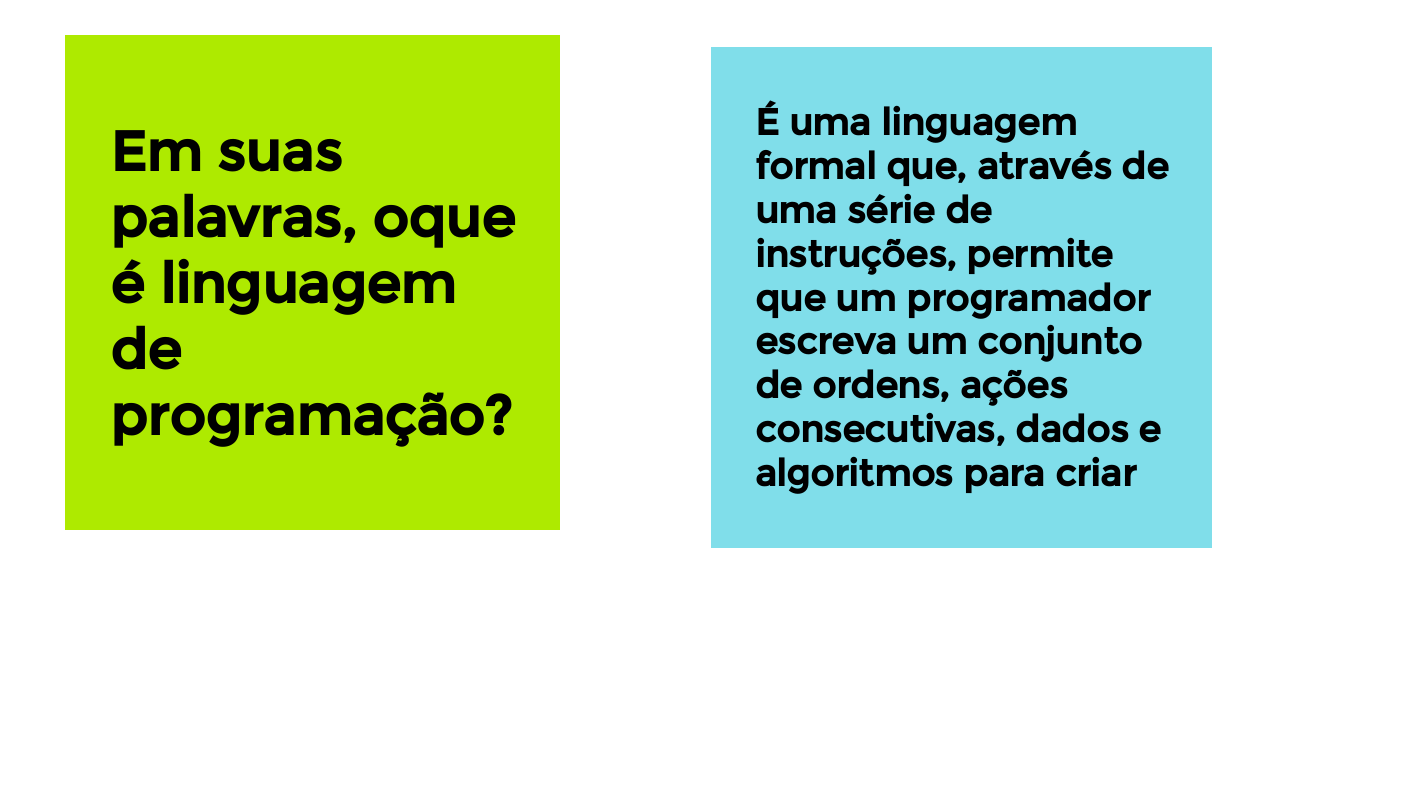 Em suas
palavras, oque
é linguagem
de
programação?
É uma linguagem
formal que, através de
uma série de
instruções, permite
que um programador
escreva um conjunto
de ordens, ações
consecutivas, dados e
algoritmos para criar